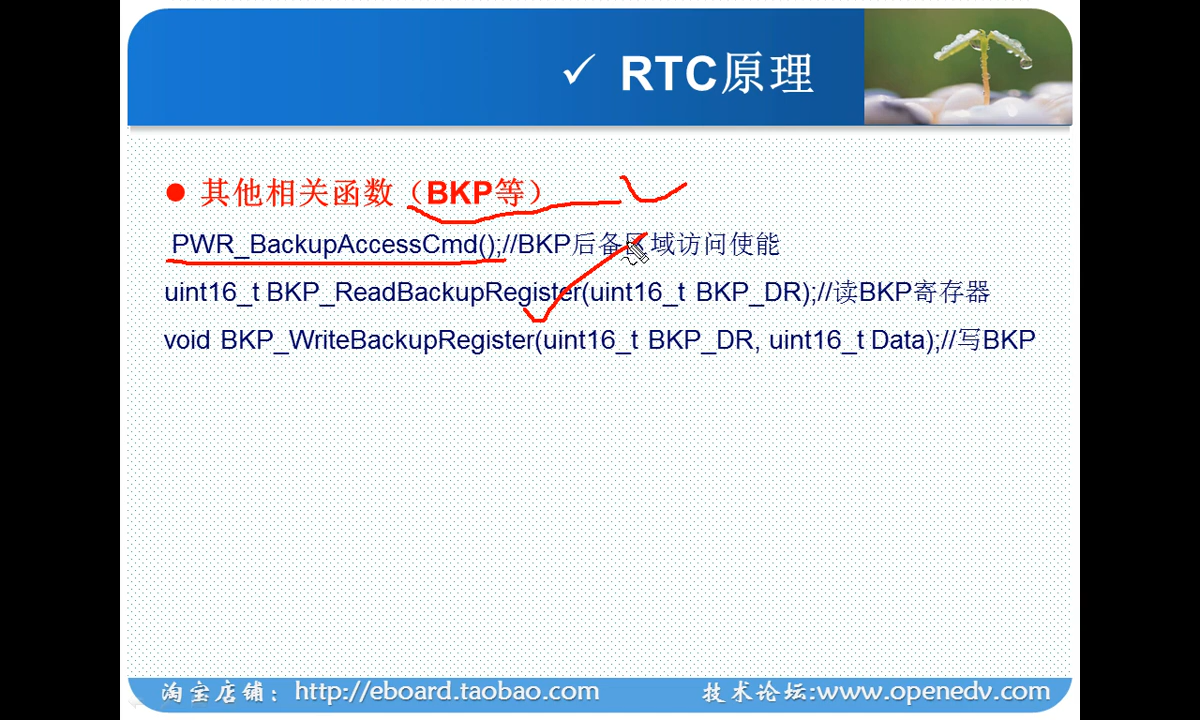 ✓ RTC原理
● 其他相关函数（BKP等）
PWR_BackupAccessCmd();//BKP后备区域访问使能
uint16_t BKP_ReadBackupRegister(uint16_t BKP_DR);//读BKP寄存器
void BKP_WriteBackupRegister(uint16_t BKP_DR, uint16_t Data);//写BKP
淘宝店铺：http://eboard.taobao.com 技术论坛:www.openedv.com